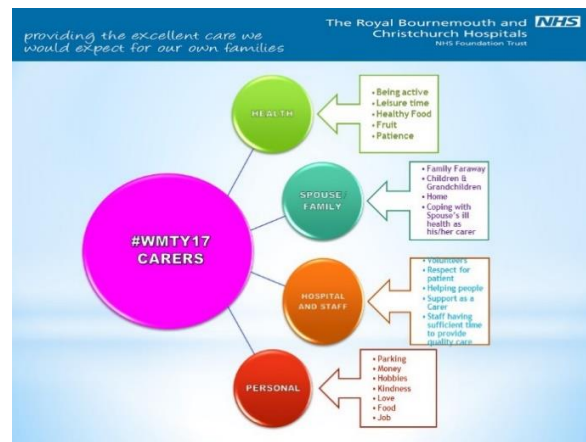 providing the excellent care we
would expect for our own families
The Royal Bournemouth and
Christchurch Hospitals
NHS Foundation Trust
NHS
HEALTH
• Being active
• Leisure time
• Healthy Food
• Fruit
• Patience
#WMTY17
CARERS
SPOUSE/
FAMILY
• Family Faraway
• Children &
Grandchildren
• Home
• Coping with
Spouse's ill
health as
his/her carer
HOSPITAL
AND STAFF
• Volunteers
• Respect for
patient
• Helping people
• Support as a
Carer
• Staff having
sufficient time
to provide
quality care
PERSONAL
• Parking
• Money
• Hobbies
• Kindness
• Love
• Food
• Job